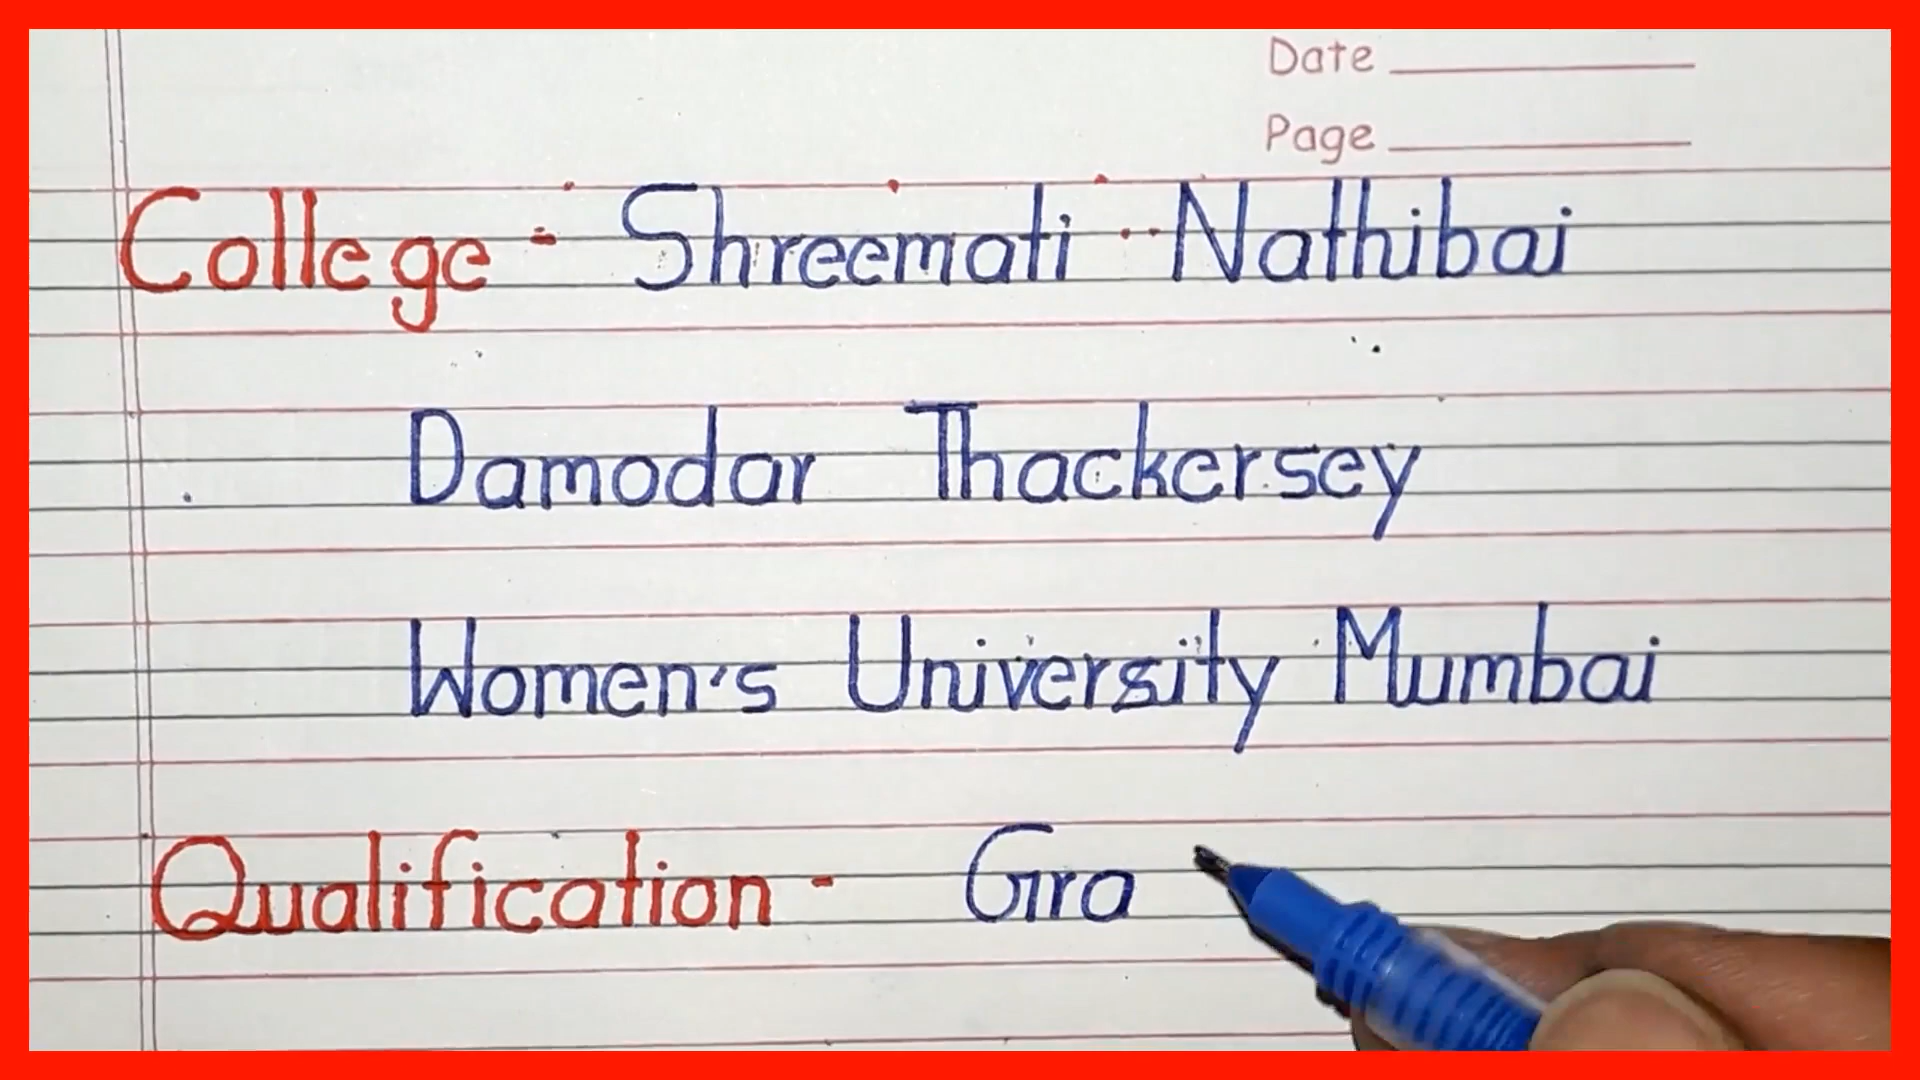 Date
Page
College - Shreemati Nathibai
Damodar Thackersey
Women's University Mumbai
Qualification - Gra